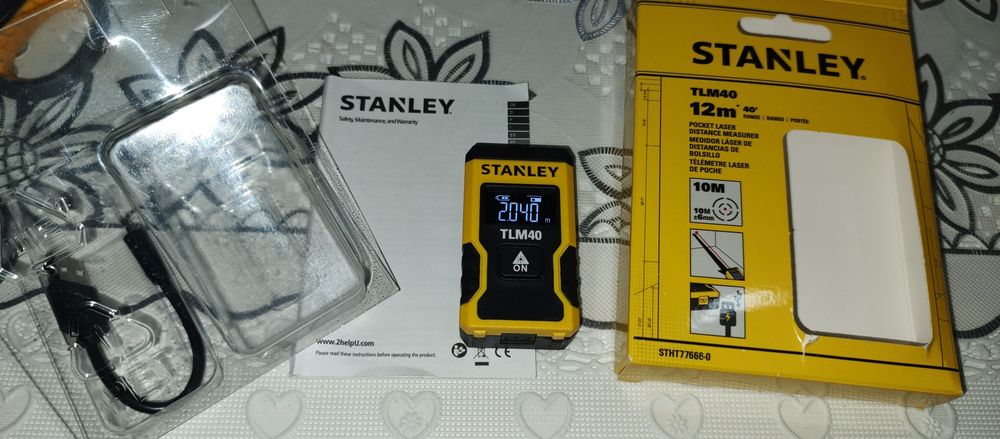 STANLEY.
Safety, Maintenance, and Warranty
www.2helpU.com
Please read these instructions before operating the product.
STANLEY
2.040 m
TLM40
ON
STANLEY.
TLM40
12m* 40'
RANGE | RANGO | PORTÉE
POCKET LASER
DISTANCE MEASURER
MEDIDOR LÁSER DE
DISTANCIAS DE
BOLSILLO
TÉLÉMETRE LASER
DE POCHE
10M
10M
±6mm
STHT77666-0